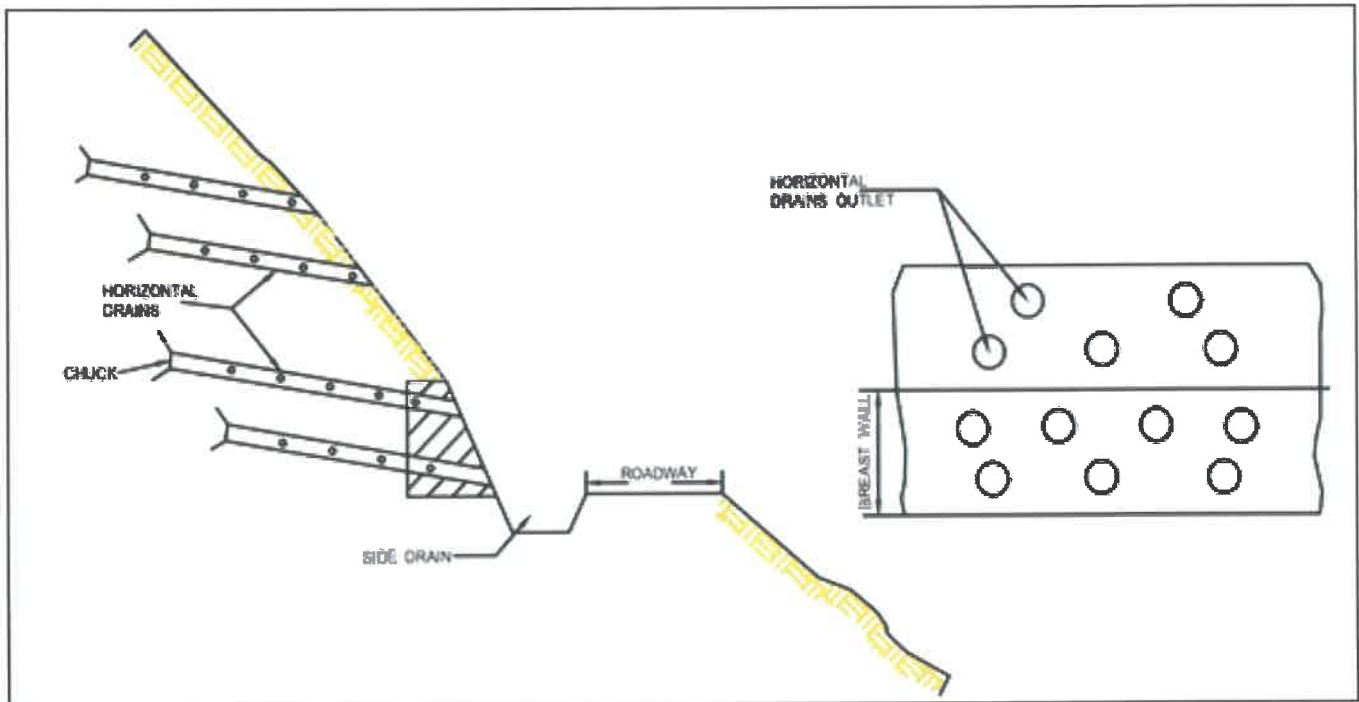 HORIZONTAL
DRAINS OUTLET
HORIZONTAL
DRAINS
CHUCK
BREAST WALL
ROADWAY
SIDE DRAIN